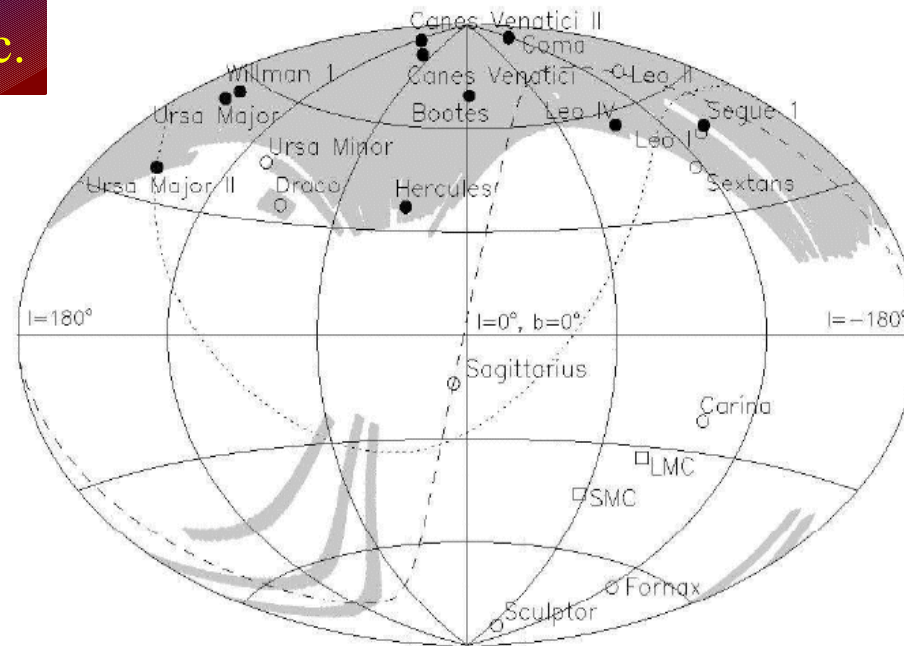 c.
Canes Venatici II
Coma
Willman 1
Canes Venatici
Leo II
Ursa Major
Bootes
Leo IV
Segue 1
Ursa Minor
Leo I
Ursa Major II
Draco
Hercules
Sextans
l=180°
l=0°, b=0°
l=-180°
Sagittarius
Carina
LMC
SMC
Fornax
Sculptor